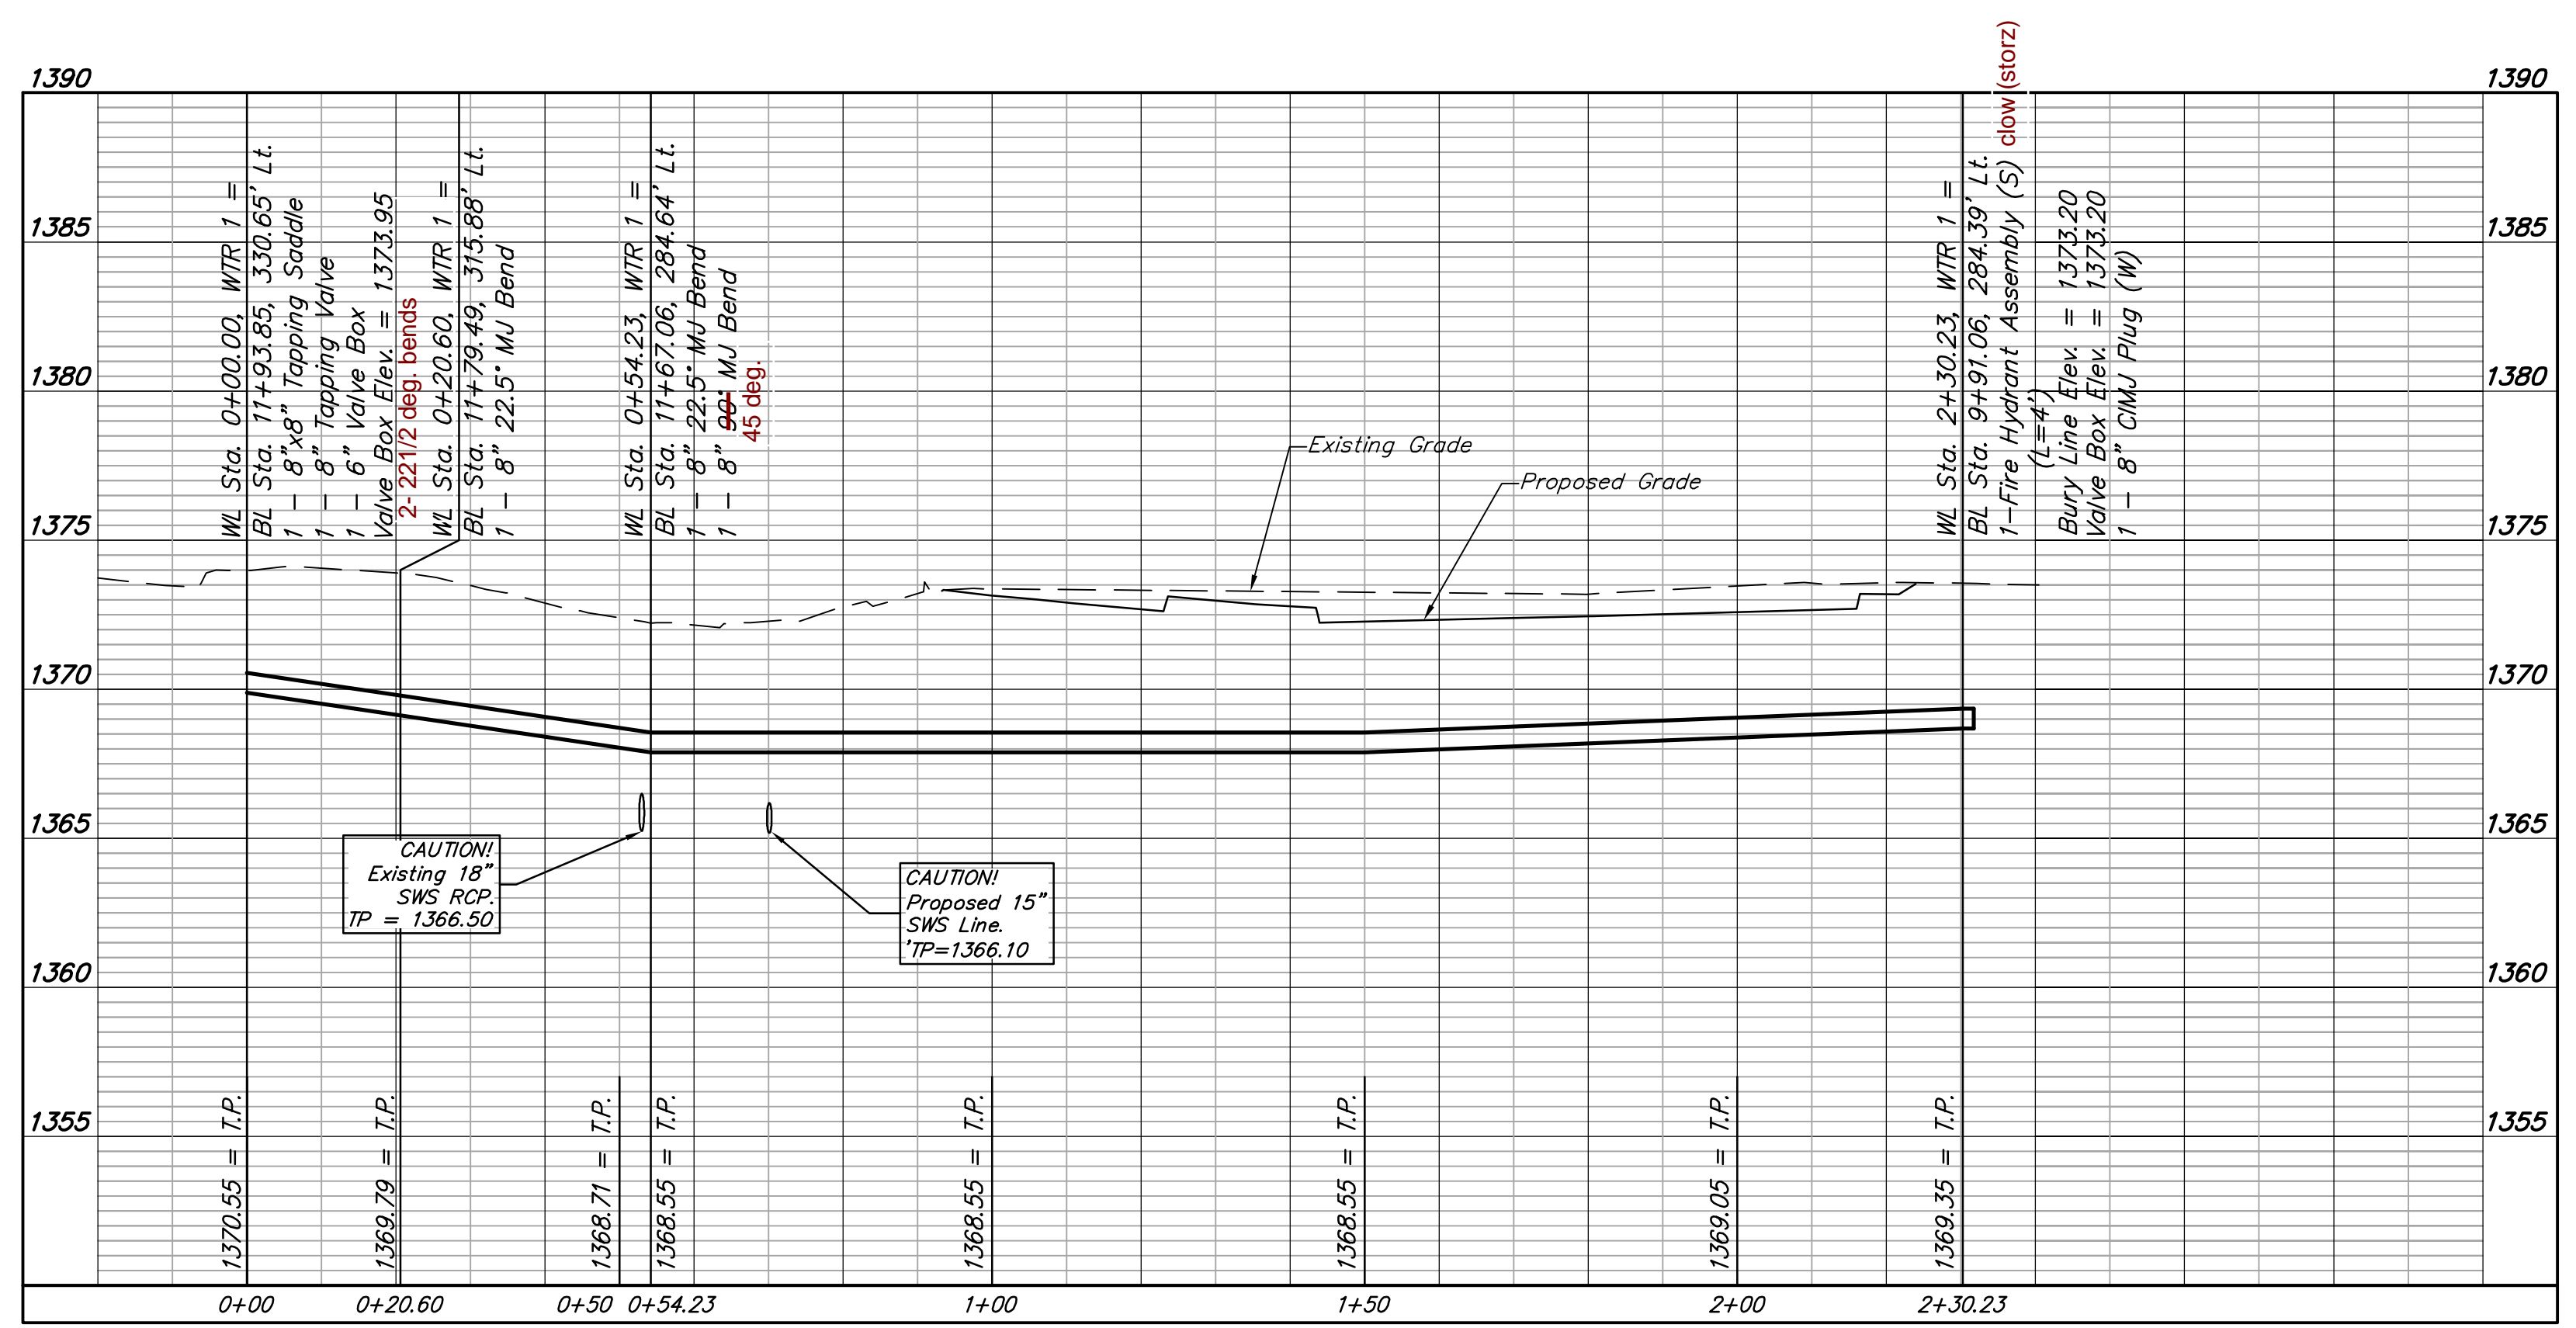 clow (storz)
1390
1390
WL Sta. 0+00.00, WTR 1 =
BL Sta. 11+93.85, 330.65' Lt.
1 - 8"x8" Tapping Saddle
1 - 8" Tapping Valve
1 - 6" Valve Box
Valve Box Elev. = 1373.95
2 - 221/2 deg. bends
WL Sta. 0+20.60, WTR 1 =
BL Sta. 11+79.49, 315.88' Lt.
1 - 8" 22.5° MJ Bend
WL Sta. 0+54.23, WTR 1 =
BL Sta. 11+67.06, 284.64' Lt.
1 - 8" 22.5° MJ Bend
1 - 8" 90° MJ Bend
45 deg.
WL Sta. 2+30.23, WTR 1 =
BL Sta. 9+91.06, 284.39' Lt.
1-Fire Hydrant Assembly (S)
(L=4')
Bury Line Elev. = 1373.20
Valve Box Elev. = 1373.20
1 - 8" CIMJ Plug (W)
1385
1385
1380
1380
Existing Grade
Proposed Grade
1375
1375
1370
1370
1365
1365
CAUTION!
Existing 18"
SWS RCP.
TP = 1366.50
CAUTION!
Proposed 15"
SWS Line.
'TP=1366.10
1360
1360
1355
1355
1370.55 = T.P.
1369.79 = T.P.
1368.71 = T.P.
1368.55 = T.P.
1368.55 = T.P.
1368.55 = T.P.
1369.05 = T.P.
1369.35 = T.P.
0+00 0+20.60 0+50 0+54.23 1+00 1+50 2+00 2+30.23